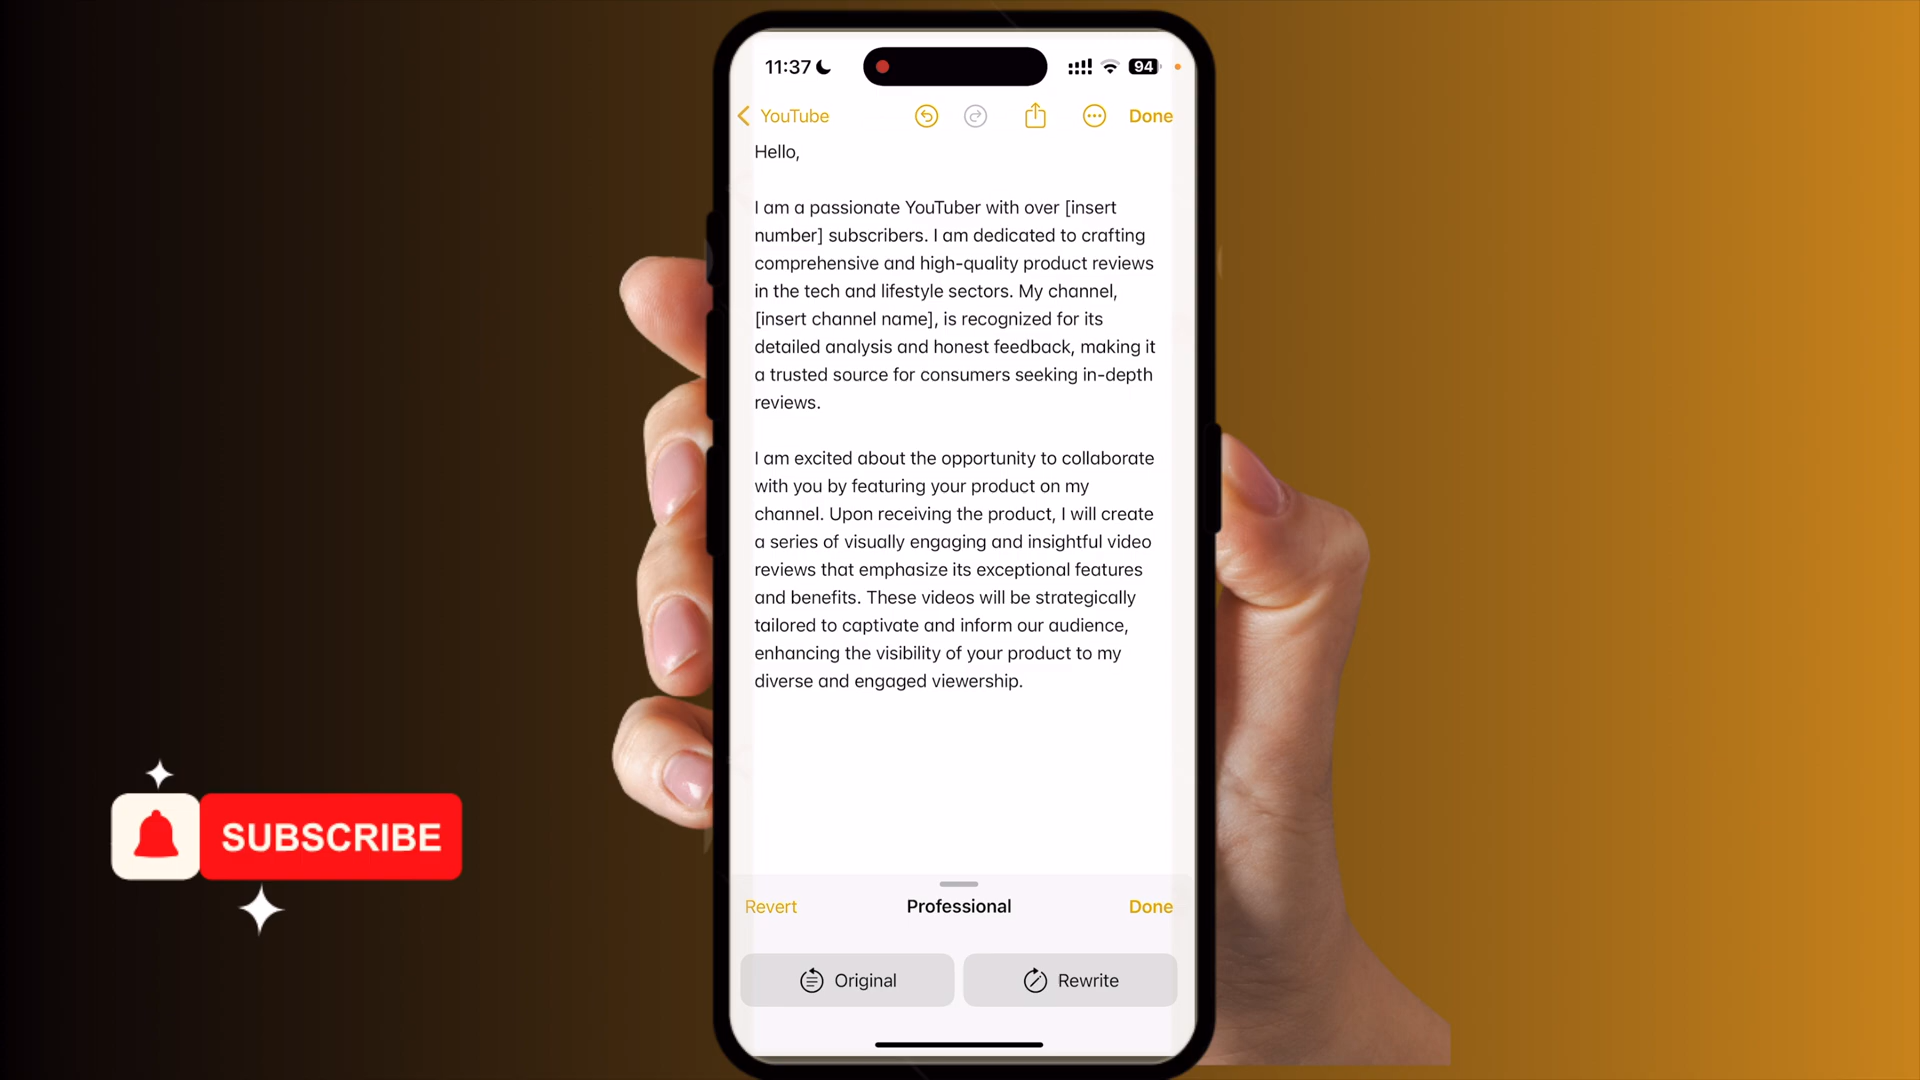 11:37
94
YouTube
Done
Hello,
I am a passionate YouTuber with over [insert
number] subscribers. I am dedicated to crafting
comprehensive and high-quality product reviews
in the tech and lifestyle sectors. My channel,
[insert channel name], is recognized for its
detailed analysis and honest feedback, making it
a trusted source for consumers seeking in-depth
reviews.
I am excited about the opportunity to collaborate
with you by featuring your product on my
channel. Upon receiving the product, I will create
a series of visually engaging and insightful video
reviews that emphasize its exceptional features
and benefits. These videos will be strategically
tailored to captivate and inform our audience,
enhancing the visibility of your product to my
diverse and engaged viewership.
SUBSCRIBE
Revert
Professional
Done
Original
Rewrite